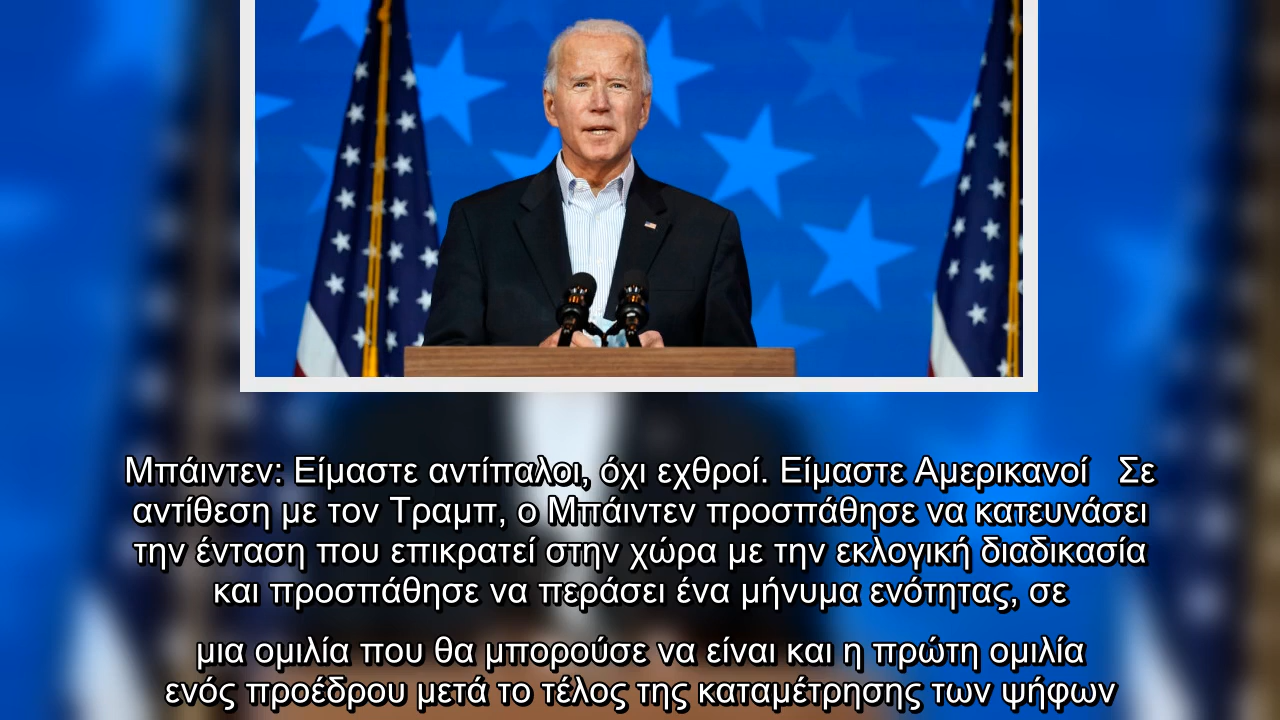 Μπάιντεν: Είμαστε αντίπαλοι, όχι εχθροί. Είμαστε Αμερικανοί   Σε
αντίθεση με τον Τραμπ, ο Μπάιντεν προσπάθησε να κατευνάσει
την ένταση που επικρατεί στην χώρα με την εκλογική διαδικασία
και προσπάθησε να περάσει ένα μήνυμα ενότητας, σε
μια ομιλία που θα μπορούσε να είναι και η πρώτη ομιλία
ενός προέδρου μετά το τέλος της καταμέτρησης των ψήφων